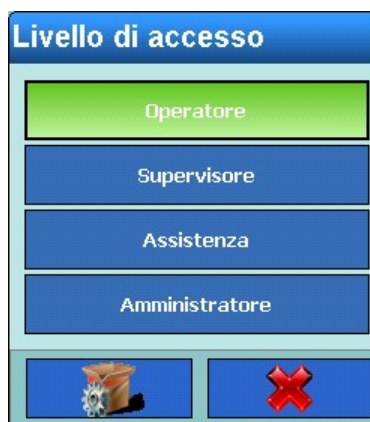 Livello di accesso
Operatore
Supervisore
Assistenza
Amministratore